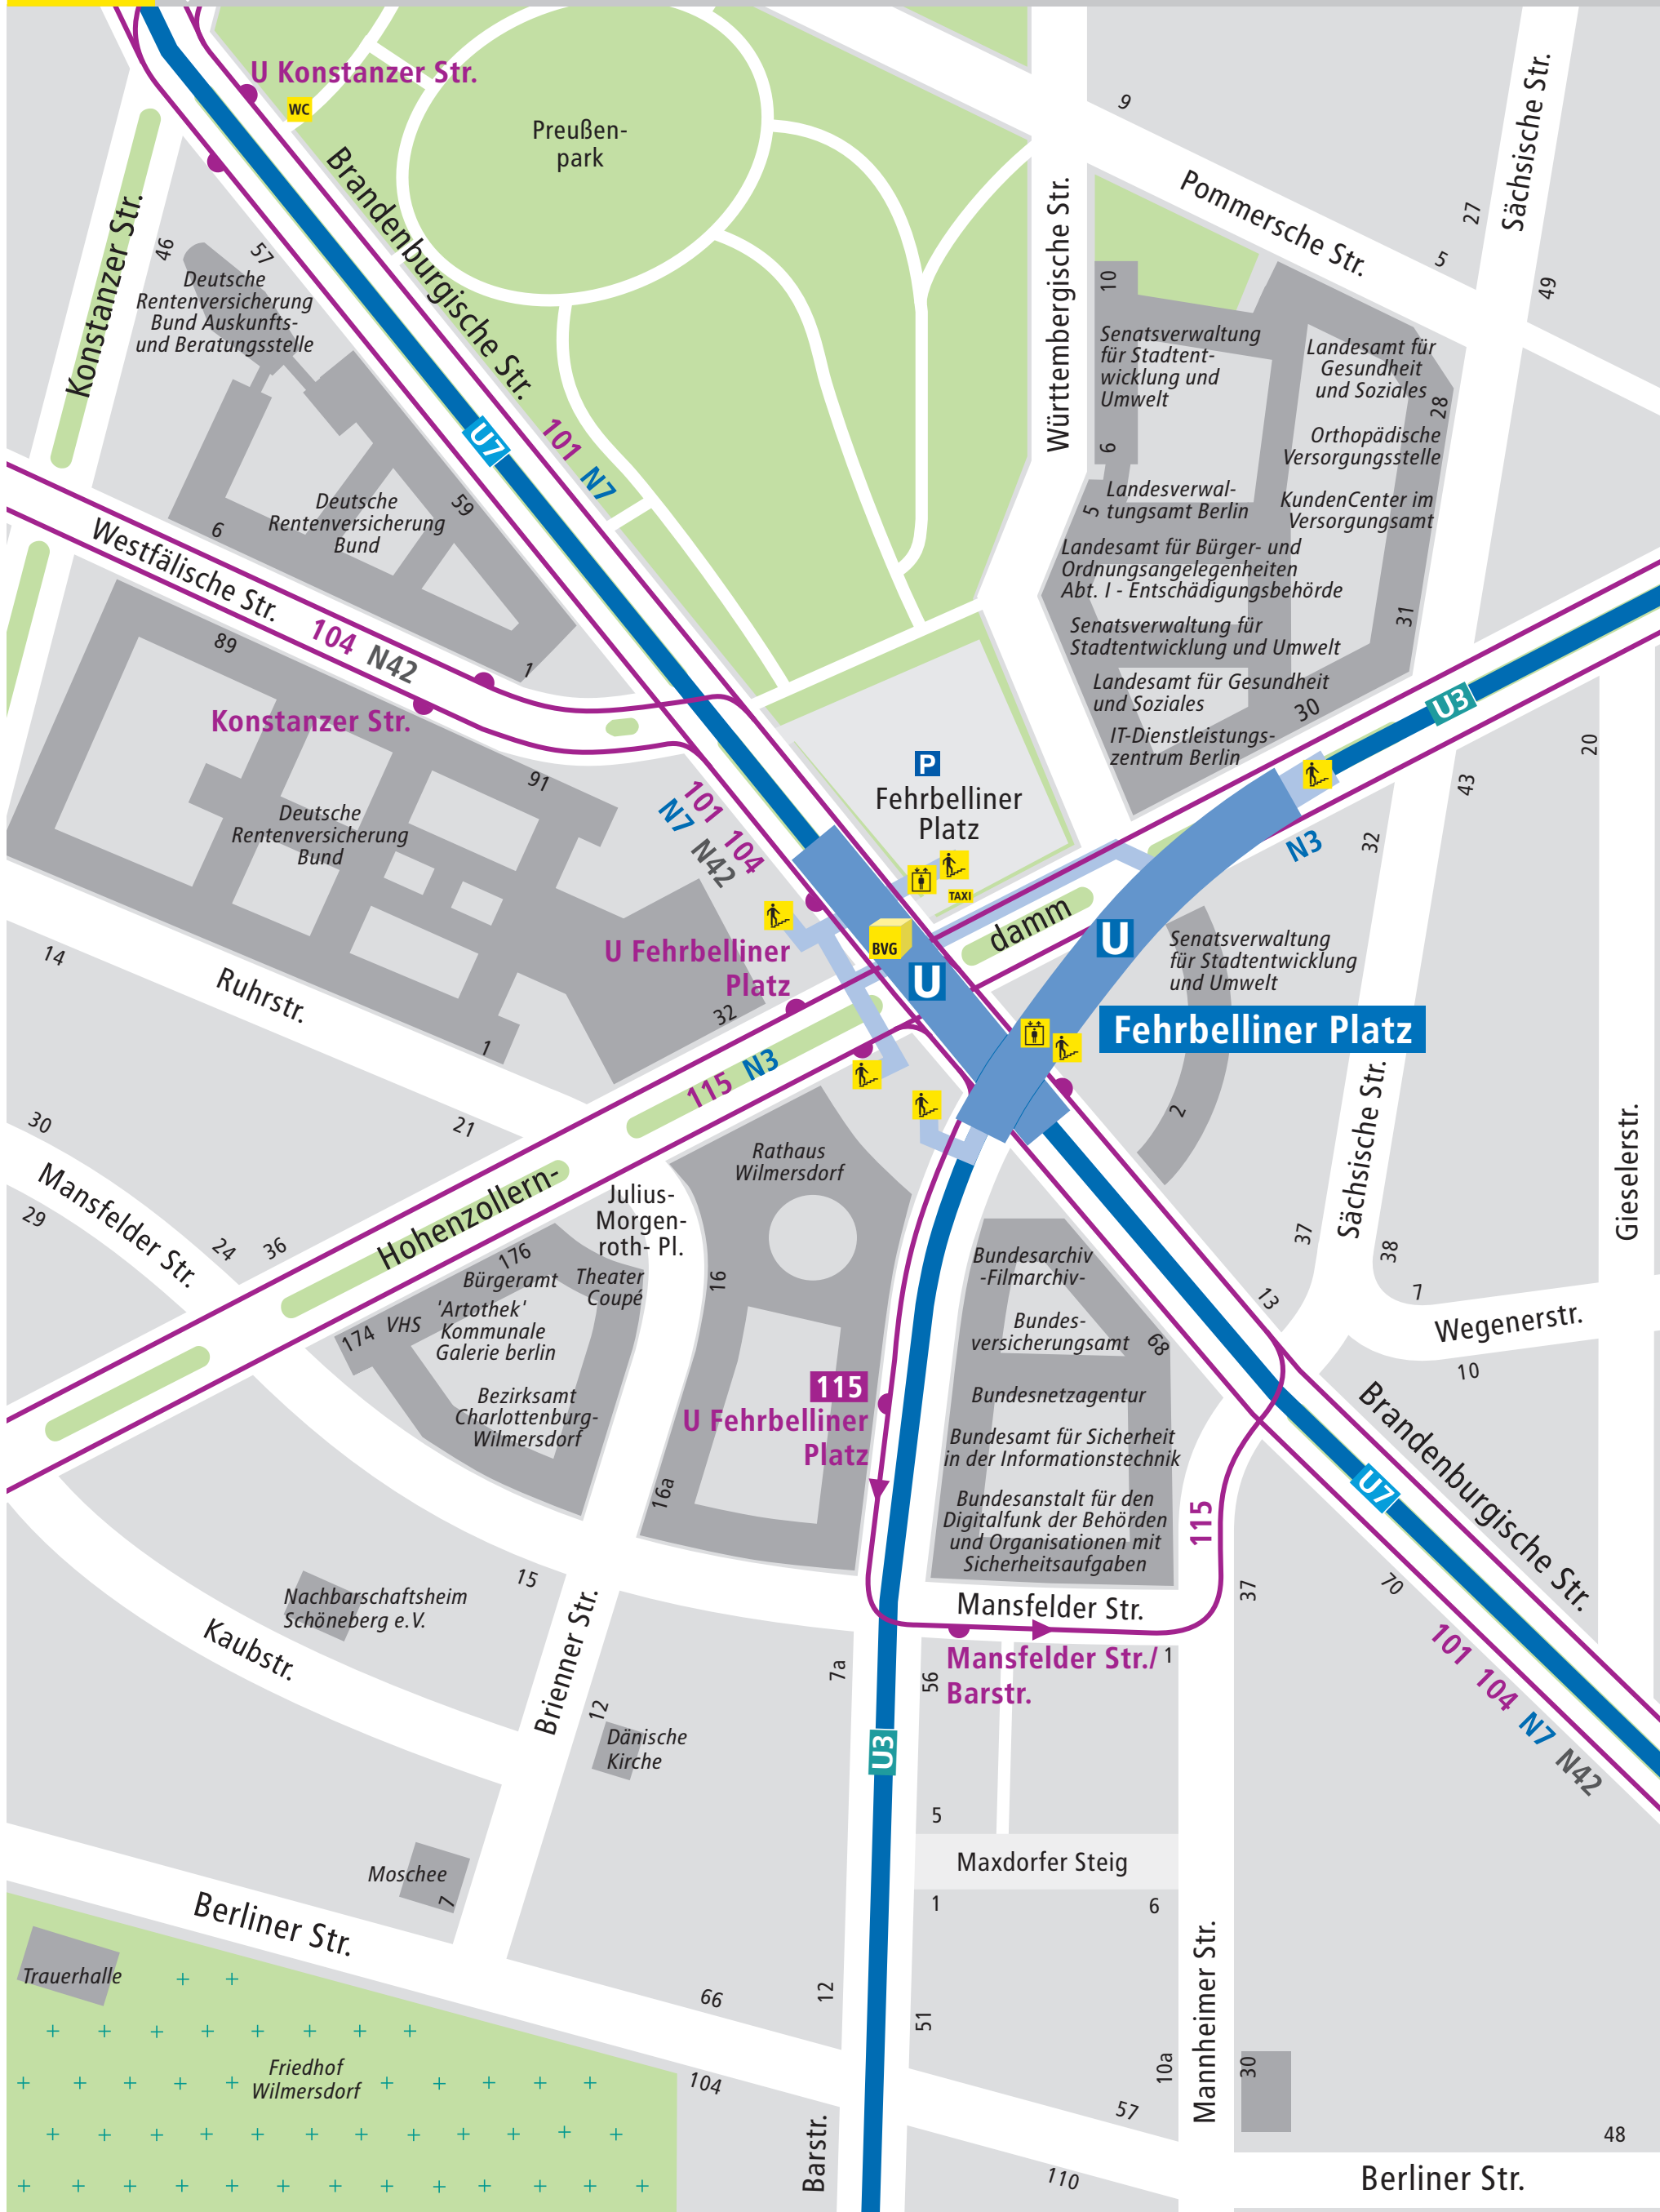 U Konstanzer Str.
WC
Preußen-
park
9
Sächsische Str.
Pommersche Str.
27
5
49
Konstanzer Str.
46
57
Brandenburgische Str.
Württembergische Str.
Deutsche
Rentenversicherung
Bund Auskunfts-
und Beratungsstelle
10
Senatsverwaltung
für Stadtent-
wicklung und
Umwelt
6
Landesamt für
Gesundheit
und Soziales
28
Orthopädische
Versorgungsstelle
KundenCenter im
Versorgungsamt
5
Landesverwal-
tungsamt Berlin
Landesamt für Bürger- und
Ordnungsangelegenheiten
Abt. I - Entschädigungsbehörde
31
Senatsverwaltung für
Stadtentwicklung und Umwelt
Landesamt für Gesundheit
und Soziales
30
IT-Dienstleistungs-
zentrum Berlin
U7
101 N7
59
Deutsche
Rentenversicherung
Bund
6
Westfälische Str.
104 N42
89
1
Konstanzer Str.
91
Deutsche
Rentenversicherung
Bund
101 104
N7 N42
P
Fehrbelliner
Platz
TAXI
U3
N3
20
43
32
BVG
U
U
damm
Senatsverwaltung
für Stadtentwicklung
und Umwelt
Fehrbelliner Platz
2
U Fehrbelliner
Platz
32
14
Ruhrstr.
1
115 N3
21
30
Mansfelder Str.
29
24
36
Hohenzollern-
Julius-
Morgen-
roth- Pl.
Rathaus
Wilmersdorf
16
176
Bürgeramt
Theater
Coupé
'Artothek'
Kommunale
Galerie berlin
174
VHS
Bezirksamt
Charlottenburg-
Wilmersdorf
16a
Bundesarchiv
-Filmarchiv-
Bundes-
versicherungsamt
68
Bundesnetzagentur
Bundesamt für Sicherheit
in der Informationstechnik
Bundesanstalt für den
Digitalfunk der Behörden
und Organisationen mit
Sicherheitsaufgaben
115
U Fehrbelliner
Platz
115
Sächsische Str.
37
38
13
7
Wegenerstr.
10
Gieselerstr.
Brandenburgische Str.
U7
70
101 104 N7 N42
37
Mansfelder Str.
Mansfelder Str./
Barstr.
1
15
Nachbarschaftsheim
Schöneberg e.V.
Kaubstr.
Brienner Str.
12
Dänische
Kirche
7a
56
U3
5
Maxdorfer Steig
1
6
Moschee
7
Berliner Str.
Trauerhalle
Friedhof
Wilmersdorf
66
12
51
104
Barstr.
10a
Mannheimer Str.
30
57
110
48
Berliner Str.